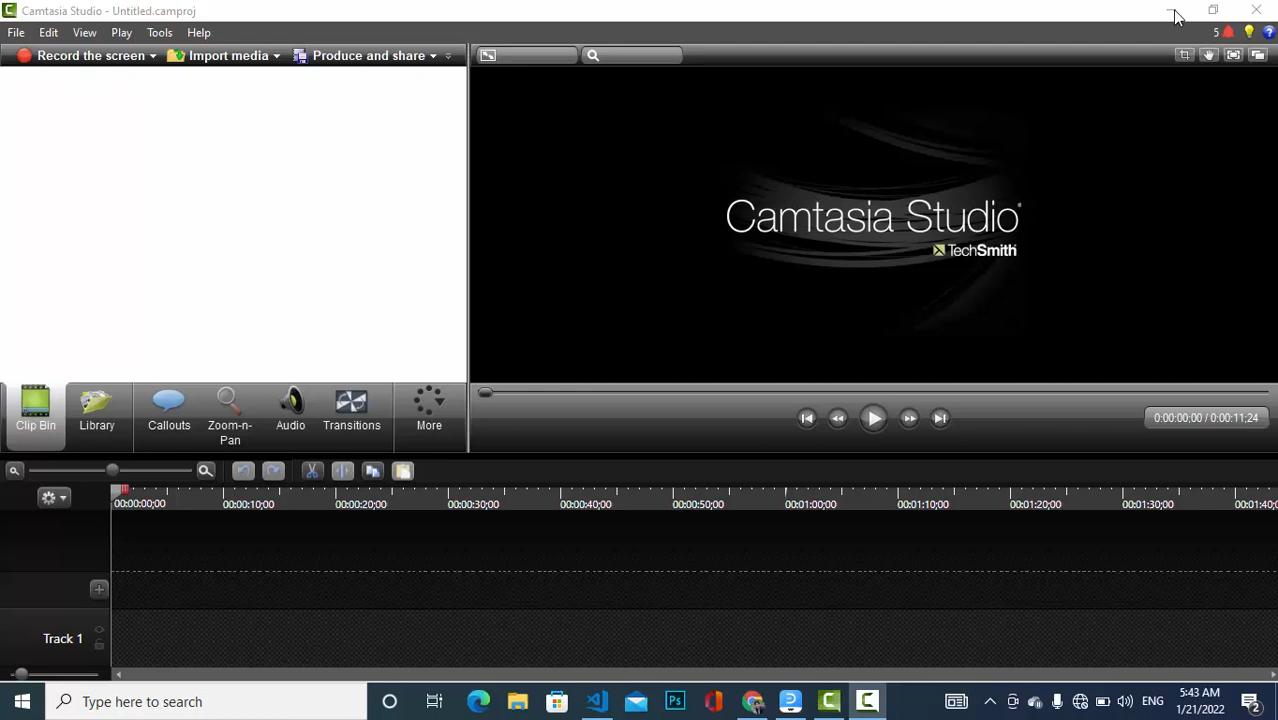 Camtasia Studio - Untitled.camproj
File Edit View Play Tools Help
5
Record the screen Import media Produce and share
Camtasia Studio
TechSmith
Clip Bin Library Callouts Zoom-n-Pan Audio Transitions More
0:00:00;00 / 0:00:11;24
00:00:00;00 00:00:10;00 00:00:20;00 00:00:30;00 00:00:40;00 00:00:50;00 00:01:00;00 00:01:10;00 00:01:20;00 00:01:30;00 00:01:40;0
Track 1
Type here to search
Ps
ENG
5:43 AM
1/21/2022
2